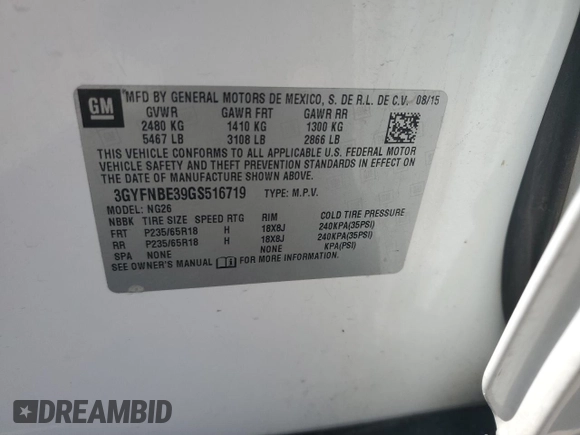 GM
MFD BY GENERAL MOTORS DE MEXICO, S. DE R.L. DE C.V. 08/15
GVWR GAWR FRT GAWR RR
2480 KG 1410 KG 1300 KG
5467 LB 3108 LB 2866 LB
THIS VEHICLE CONFORMS TO ALL APPLICABLE U.S. FEDERAL MOTOR
VEHICLE SAFETY AND THEFT PREVENTION STANDARDS IN EFFECT ON THE
DATE OF MANUFACTURE SHOWN ABOVE.
3GYFNBE39GS516719 TYPE: M.P.V.
MODEL: NG26
NBBK TIRE SIZE SPEED RTG RIM COLD TIRE PRESSURE
FRT P235/65R18 H 18X8J 240KPA(35PSI)
RR P235/65R18 H 18X8J 240KPA(35PSI)
SPA NONE NONE KPA(PSI)
SEE OWNER'S MANUAL FOR MORE INFORMATION.
DREAMBID